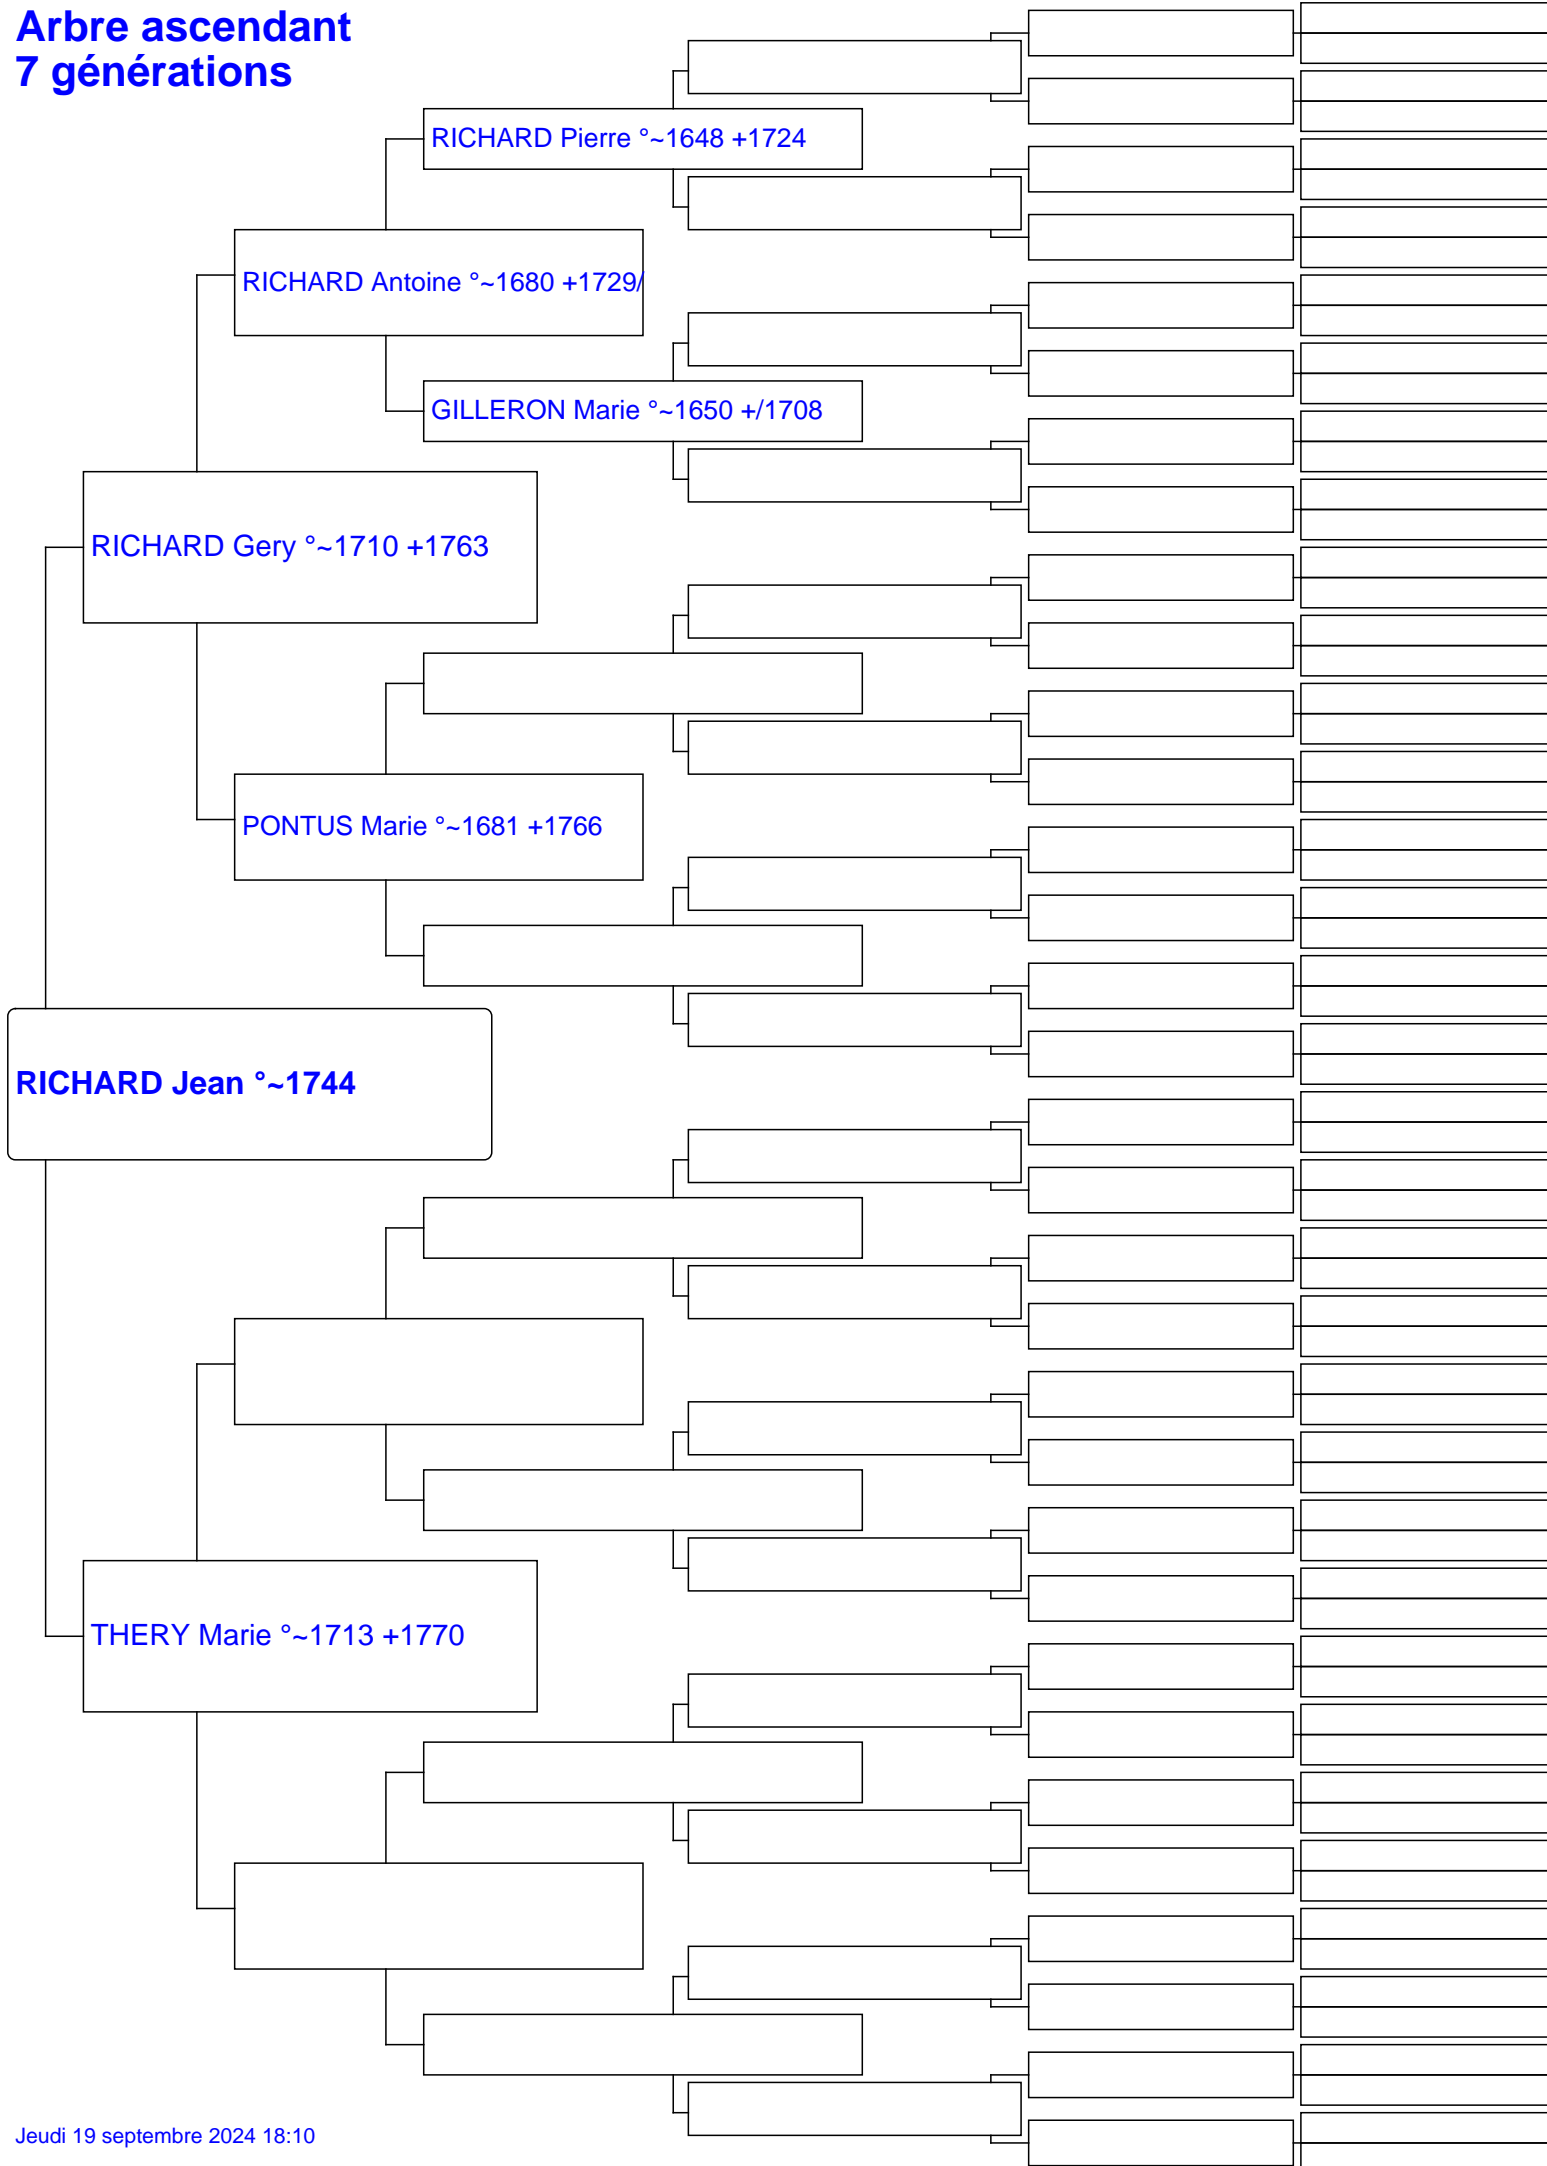 Arbre ascendant
7 générations
RICHARD Pierre °~1648 +1724
RICHARD Antoine °~1680 +1729/
GILLERON Marie °~1650 +/1708
RICHARD Gery °~1710 +1763
PONTUS Marie °~1681 +1766
RICHARD Jean °~1744
THERY Marie °~1713 +1770
Jeudi 19 septembre 2024 18:10